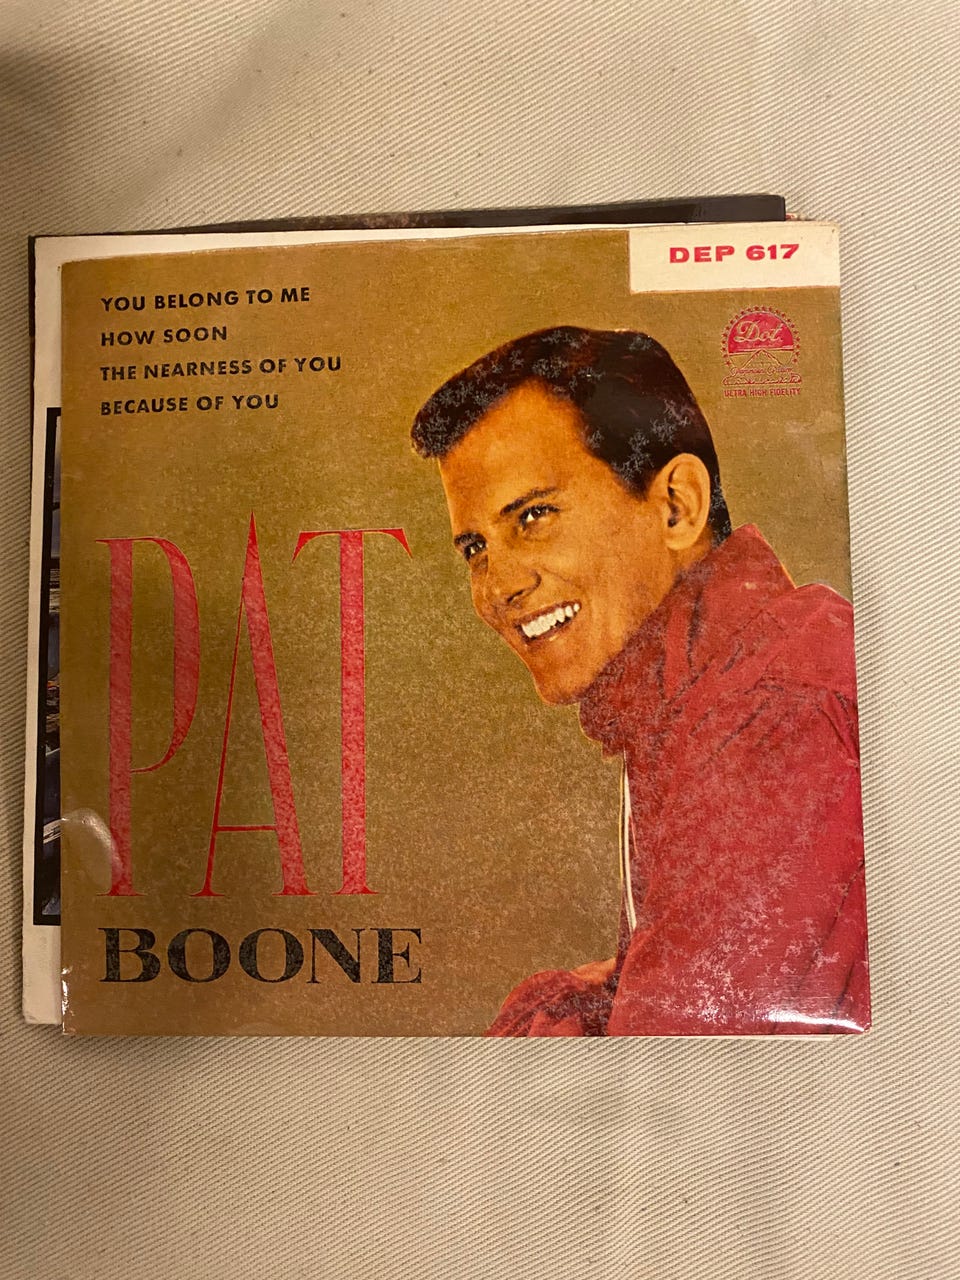 DEP 617
YOU BELONG TO ME
HOW SOON
THE NEARNESS OF YOU
BECAUSE OF YOU
Dot
ULTRA HIGH FIDELITY
PAT
BOONE